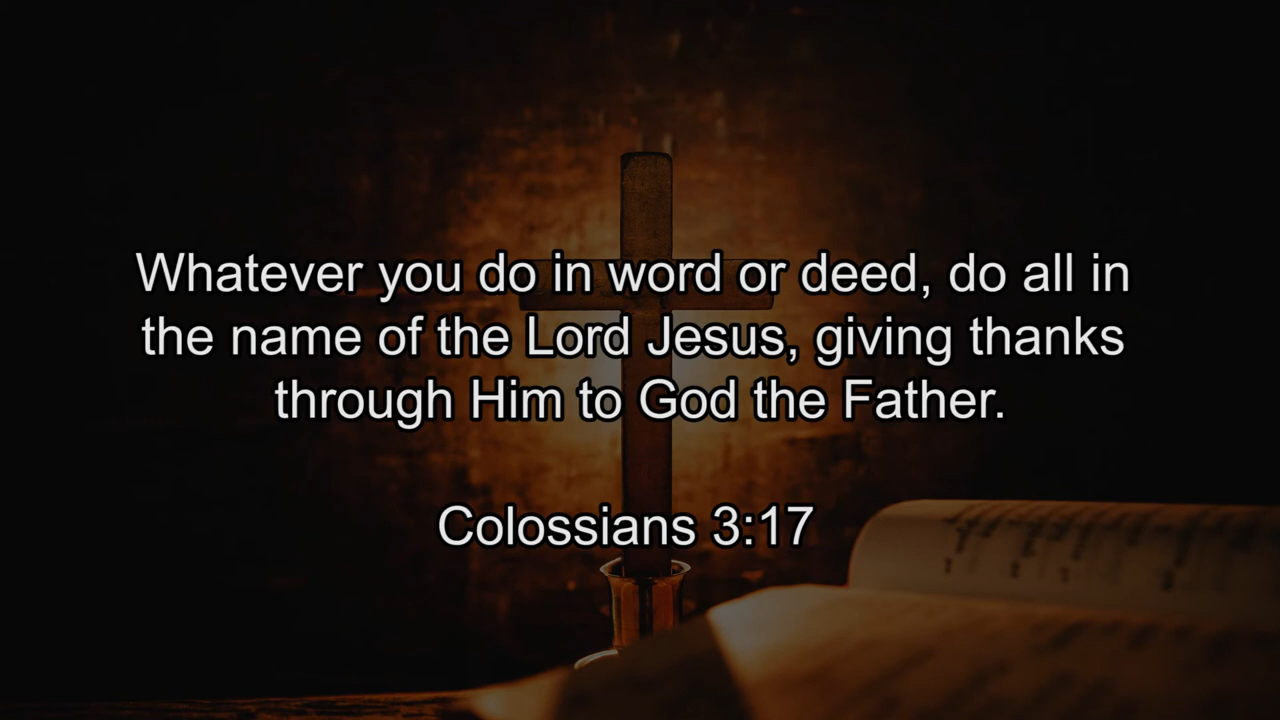 Whatever you do in word or deed, do all in
the name of the Lord Jesus, giving thanks
through Him to God the Father.
Colossians 3:17